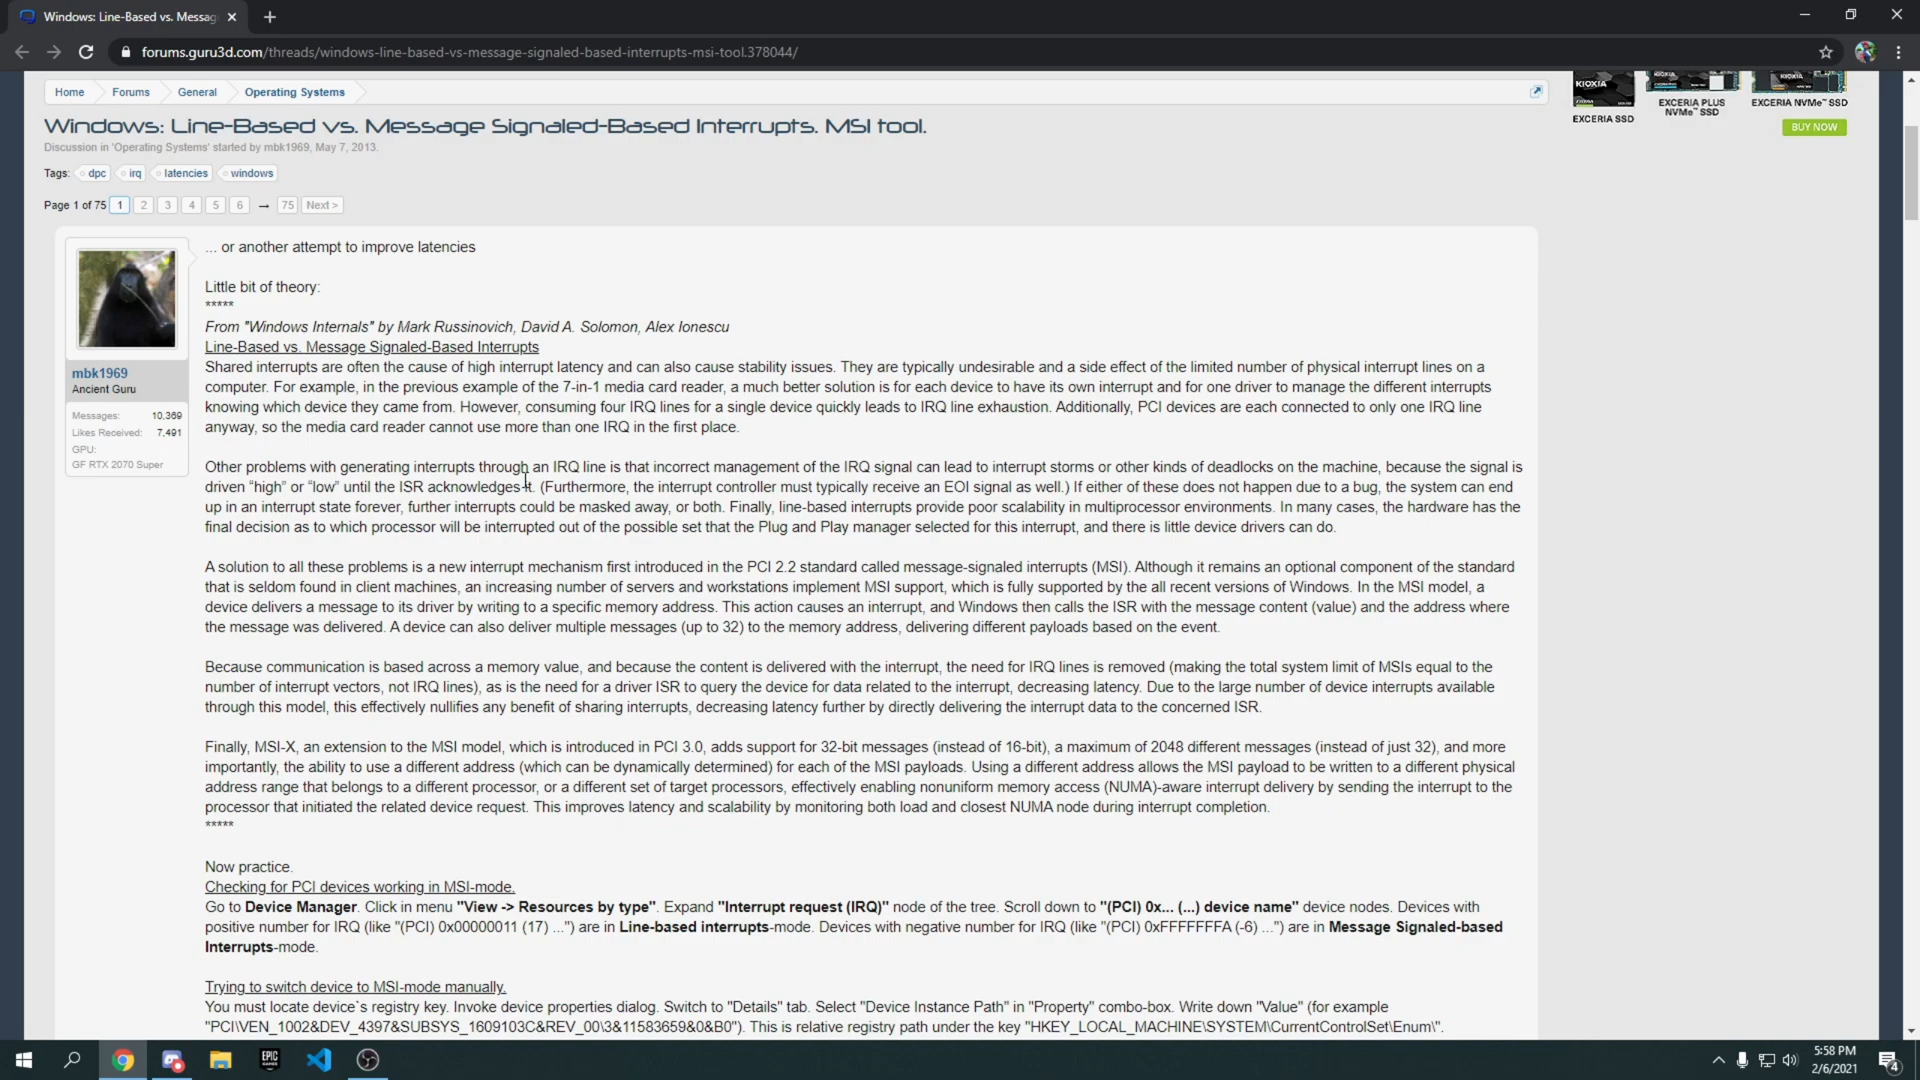 Windows: Line-Based vs. Messag
forums.guru3d.com/threads/windows-line-based-vs-message-signaled-based-interrupts-msi-tool.378044/
Home Forums General Operating Systems
KIOXIA KIOXIA KIOXIA
EXCERIA SSD EXCERIA PLUS NVMe™ SSD EXCERIA NVMe™ SSD
BUY NOW
Windows: Line-Based vs. Message Signaled-Based Interrupts. MSI tool.
Discussion in 'Operating Systems' started by mbk1969, May 7, 2013.
Tags: dpc irq latencies windows
Page 1 of 75 1 2 3 4 5 6 → 75 Next >
mbk1969
Ancient Guru
Messages: 10,369
Likes Received: 7,491
GPU:
GF RTX 2070 Super
... or another attempt to improve latencies
Little bit of theory:
*****
From "Windows Internals" by Mark Russinovich, David A. Solomon, Alex Ionescu
Line-Based vs. Message Signaled-Based Interrupts
Shared interrupts are often the cause of high interrupt latency and can also cause stability issues. They are typically undesirable and a side effect of the limited number of physical interrupt lines on a
computer. For example, in the previous example of the 7-in-1 media card reader, a much better solution is for each device to have its own interrupt and for one driver to manage the different interrupts
knowing which device they came from. However, consuming four IRQ lines for a single device quickly leads to IRQ line exhaustion. Additionally, PCI devices are each connected to only one IRQ line
anyway, so the media card reader cannot use more than one IRQ in the first place.
Other problems with generating interrupts through an IRQ line is that incorrect management of the IRQ signal can lead to interrupt storms or other kinds of deadlocks on the machine, because the signal is
driven “high” or “low” until the ISR acknowledges it. (Furthermore, the interrupt controller must typically receive an EOI signal as well.) If either of these does not happen due to a bug, the system can end
up in an interrupt state forever, further interrupts could be masked away, or both. Finally, line-based interrupts provide poor scalability in multiprocessor environments. In many cases, the hardware has the
final decision as to which processor will be interrupted out of the possible set that the Plug and Play manager selected for this interrupt, and there is little device drivers can do.
A solution to all these problems is a new interrupt mechanism first introduced in the PCI 2.2 standard called message-signaled interrupts (MSI). Although it remains an optional component of the standard
that is seldom found in client machines, an increasing number of servers and workstations implement MSI support, which is fully supported by the all recent versions of Windows. In the MSI model, a
device delivers a message to its driver by writing to a specific memory address. This action causes an interrupt, and Windows then calls the ISR with the message content (value) and the address where
the message was delivered. A device can also deliver multiple messages (up to 32) to the memory address, delivering different payloads based on the event.
Because communication is based across a memory value, and because the content is delivered with the interrupt, the need for IRQ lines is removed (making the total system limit of MSIs equal to the
number of interrupt vectors, not IRQ lines), as is the need for a driver ISR to query the device for data related to the interrupt, decreasing latency. Due to the large number of device interrupts available
through this model, this effectively nullifies any benefit of sharing interrupts, decreasing latency further by directly delivering the interrupt data to the concerned ISR.
Finally, MSI-X, an extension to the MSI model, which is introduced in PCI 3.0, adds support for 32-bit messages (instead of 16-bit), a maximum of 2048 different messages (instead of just 32), and more
importantly, the ability to use a different address (which can be dynamically determined) for each of the MSI payloads. Using a different address allows the MSI payload to be written to a different physical
address range that belongs to a different processor, or a different set of target processors, effectively enabling nonuniform memory access (NUMA)-aware interrupt delivery by sending the interrupt to the
processor that initiated the related device request. This improves latency and scalability by monitoring both load and closest NUMA node during interrupt completion.
*****
Now practice.
Checking for PCI devices working in MSI-mode.
Go to Device Manager. Click in menu "View -> Resources by type". Expand "Interrupt request (IRQ)" node of the tree. Scroll down to "(PCI) 0x... (...) device name" device nodes. Devices with
positive number for IRQ (like "(PCI) 0x00000011 (17) ...") are in Line-based interrupts-mode. Devices with negative number for IRQ (like "(PCI) 0xFFFFFFFA (-6) ...") are in Message Signaled-based
Interrupts-mode.
Trying to switch device to MSI-mode manually.
You must locate device`s registry key. Invoke device properties dialog. Switch to "Details" tab. Select "Device Instance Path" in "Property" combo-box. Write down "Value" (for example
"PCI\VEN_1002&DEV_4397&SUBSYS_1609103C&REV_00\3&11583659&0&B0"). This is relative registry path under the key "HKEY_LOCAL_MACHINE\SYSTEM\CurrentControlSet\Enum\".
EPIC GAMES
5:58 PM
2/6/2021
4